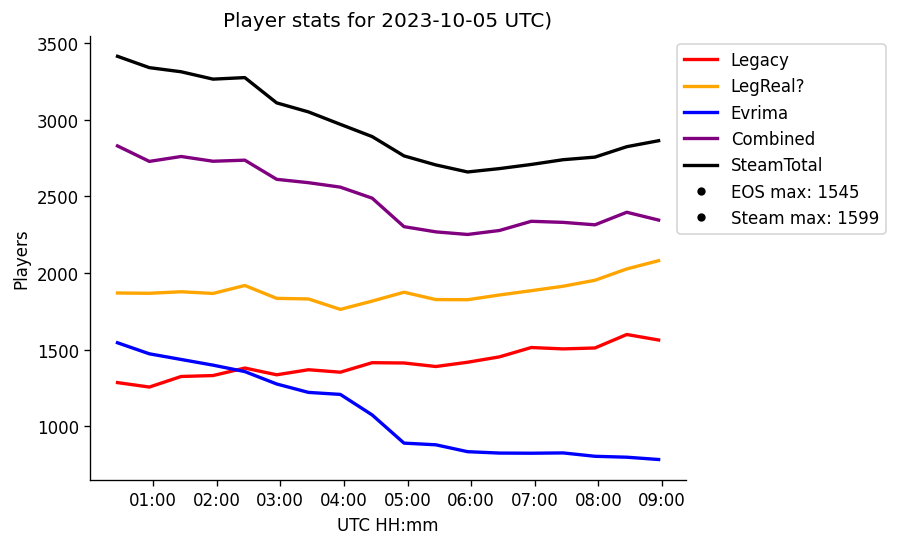 Player stats for 2023-10-05 UTC)
3500
3000
2500
2000
1500
1000
Players
01:00 02:00 03:00 04:00 05:00 06:00 07:00 08:00 09:00
UTC HH:mm
Legacy
LegReal?
Evrima
Combined
SteamTotal
EOS max: 1545
Steam max: 1599